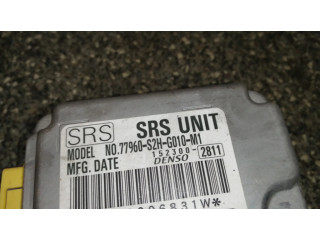 SRS SRS UNIT
MODEL NO.77960-S2H-G010-M1
152300- 2811
MFG. DATE DENSO